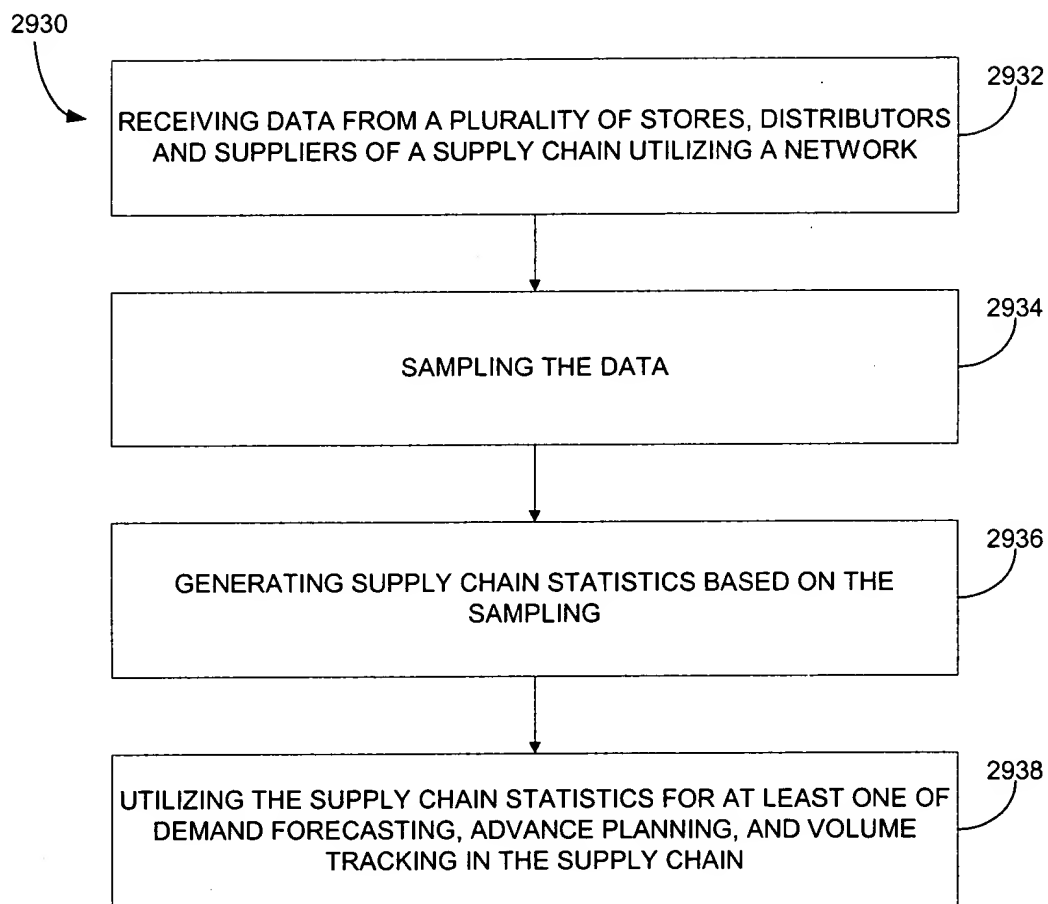 2930
2932
RECEIVING DATA FROM A PLURALITY OF STORES, DISTRIBUTORS
AND SUPPLIERS OF A SUPPLY CHAIN UTILIZING A NETWORK
2934
SAMPLING THE DATA
2936
GENERATING SUPPLY CHAIN STATISTICS BASED ON THE
SAMPLING
2938
UTILIZING THE SUPPLY CHAIN STATISTICS FOR AT LEAST ONE OF
DEMAND FORECASTING, ADVANCE PLANNING, AND VOLUME
TRACKING IN THE SUPPLY CHAIN